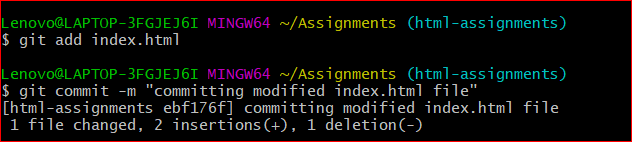 Lenovo@LAPTOP-3FGJEJ6I MINGW64 ~/Assignments (html-assignments)
$ git add index.html
Lenovo@LAPTOP-3FGJEJ6I MINGW64 ~/Assignments (html-assignments)
$ git commit -m "committing modified index.html file"
[html-assignments ebf176f] committing modified index.html file
 1 file changed, 2 insertions(+), 1 deletion(-)